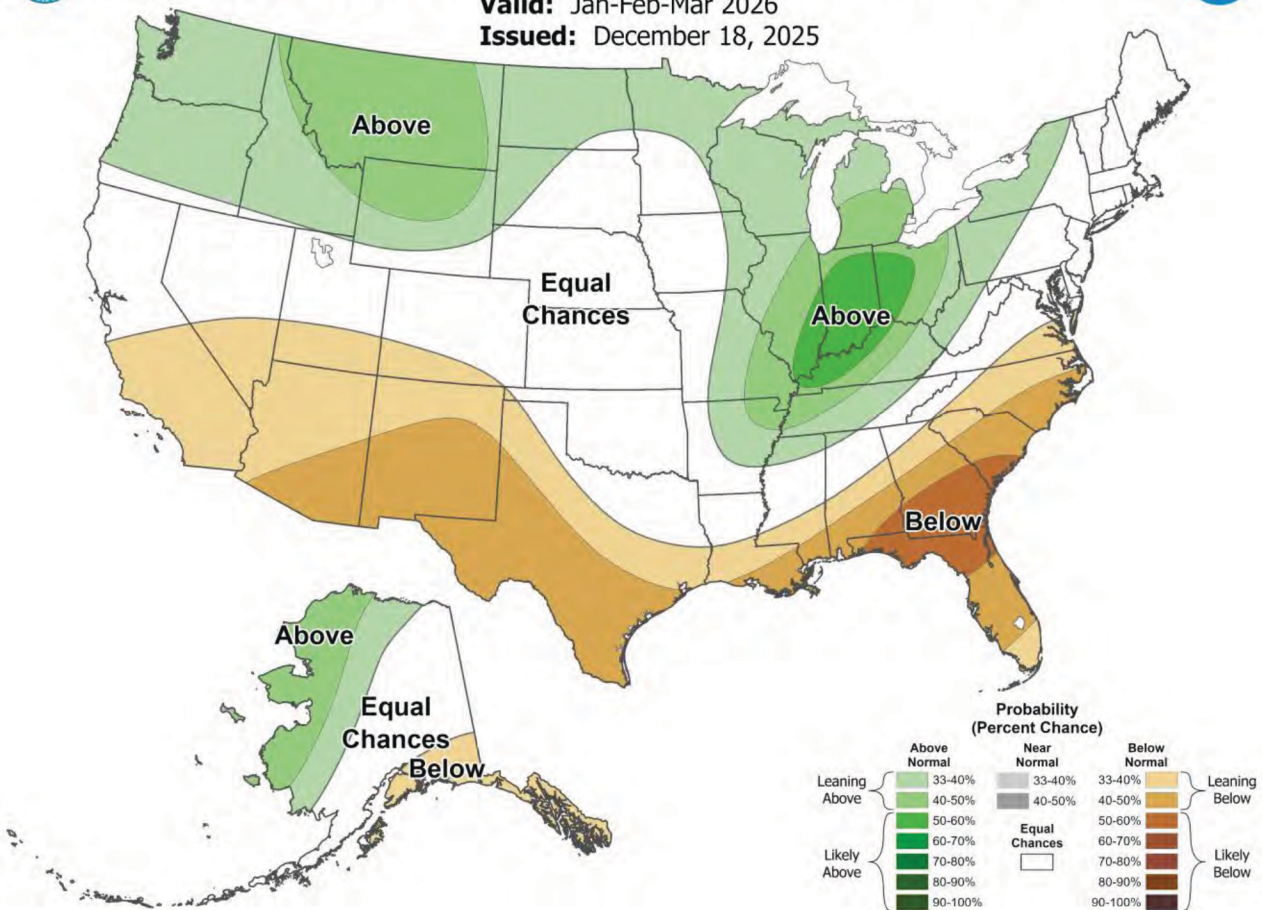 Valid: Jan-Feb-Mar 2026
Issued: December 18, 2025
Above
Equal
Chances
Above
Below
Above
Equal
Chances
Below
Probability
(Percent Chance)
Above
Normal
Near
Normal
Below
Normal
Leaning
Above
33-40%
33-40%
33-40%
Leaning
Below
40-50%
40-50%
40-50%
Likely
Above
50-60%
Equal
Chances
50-60%
Likely
Below
60-70%
60-70%
70-80%
70-80%
80-90%
80-90%
90-100%
90-100%